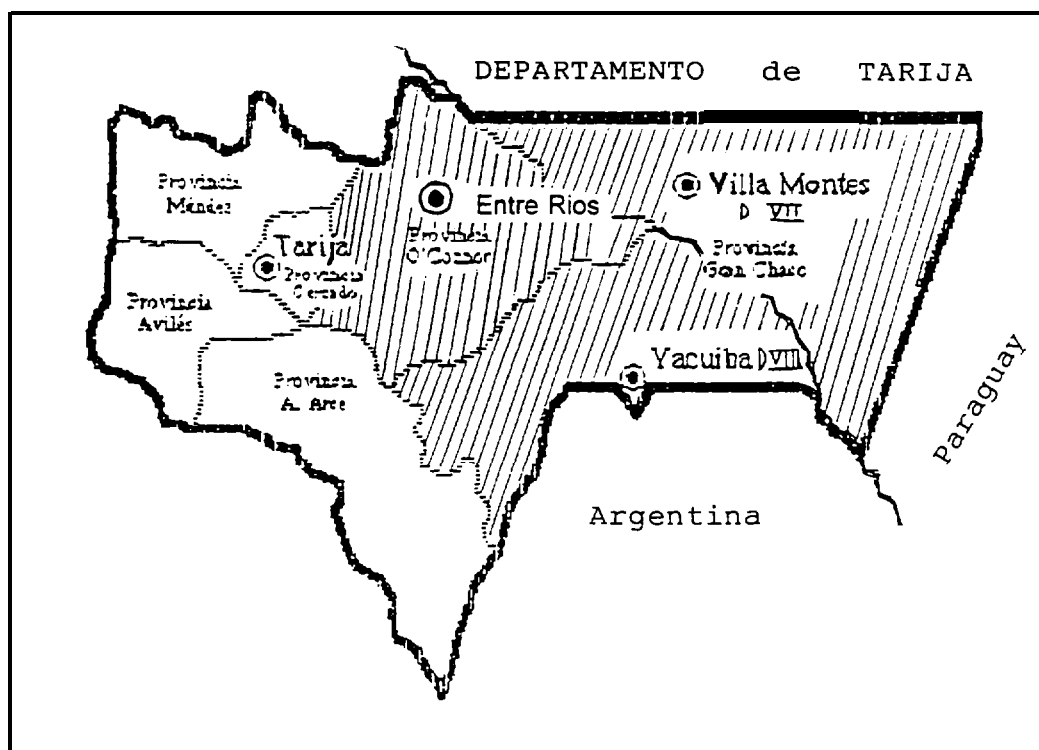 DEPARTAMENTO de TARIJA
Provincia
Méndez
Villa Montes
D VII
Entre Rios
Provincia
O'Connor
Tarija
Provincia
Cercado
Provincia
Gran Chaco
Provincia
Avilés
Yacuiba D VIII
Provincia
A. Arce
Paraguay
Argentina